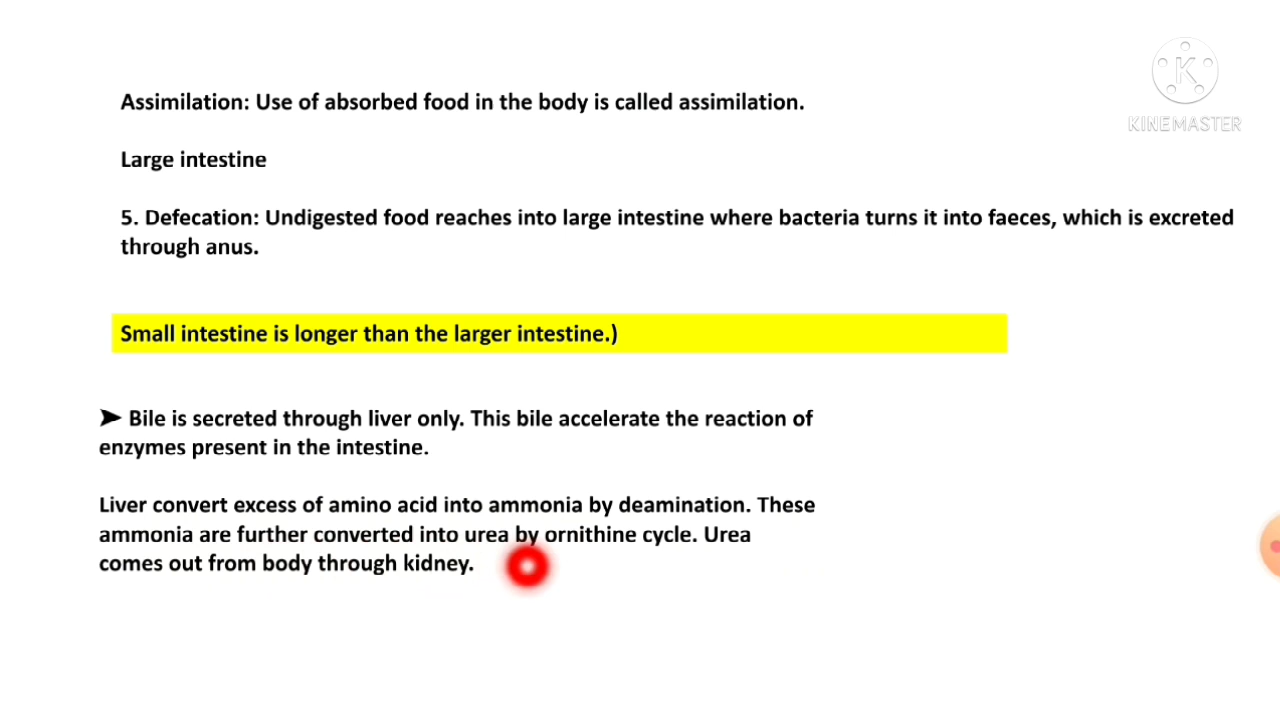 Assimilation: Use of absorbed food in the body is called assimilation.
K
KINEMASTER
Large intestine
5. Defecation: Undigested food reaches into large intestine where bacteria turns it into faeces, which is excreted
through anus.
Small intestine is longer than the larger intestine.)
➤ Bile is secreted through liver only. This bile accelerate the reaction of
enzymes present in the intestine.
Liver convert excess of amino acid into ammonia by deamination. These
ammonia are further converted into urea by ornithine cycle. Urea
comes out from body through kidney.